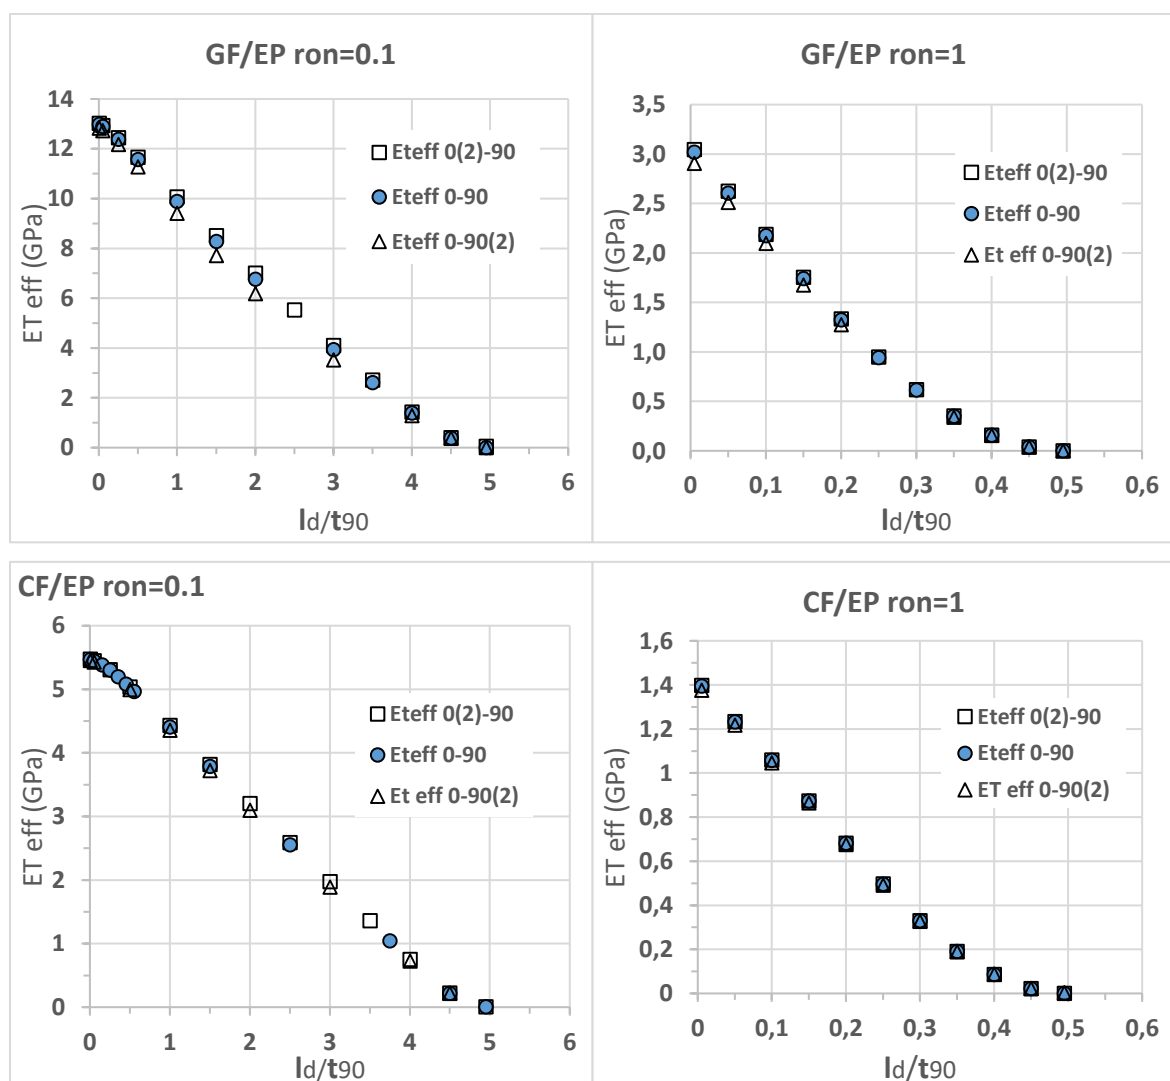 GF/EP ron=0.1
14
12
10
8
6
4
2
0
ET eff (GPa)
Eteff 0(2)-90
Eteff 0-90
Eteff 0-90(2)
0 1 2 3 4 5 6
ld/t90
GF/EP ron=1
3,5
3,0
2,5
2,0
1,5
1,0
0,5
0,0
ET eff (GPa)
Eteff 0(2)-90
Eteff 0-90
Et eff 0-90(2)
0 0,1 0,2 0,3 0,4 0,5 0,6
ld/t90
CF/EP ron=0.1
6
5
4
3
2
1
0
ET eff (GPa)
Eteff 0(2)-90
Eteff 0-90
Et eff 0-90(2)
0 1 2 3 4 5 6
ld/t90
CF/EP ron=1
1,6
1,4
1,2
1
0,8
0,6
0,4
0,2
0
ET eff (GPa)
Eteff 0(2)-90
Eteff 0-90
ET eff 0-90(2)
0 0,1 0,2 0,3 0,4 0,5 0,6
ld/t90